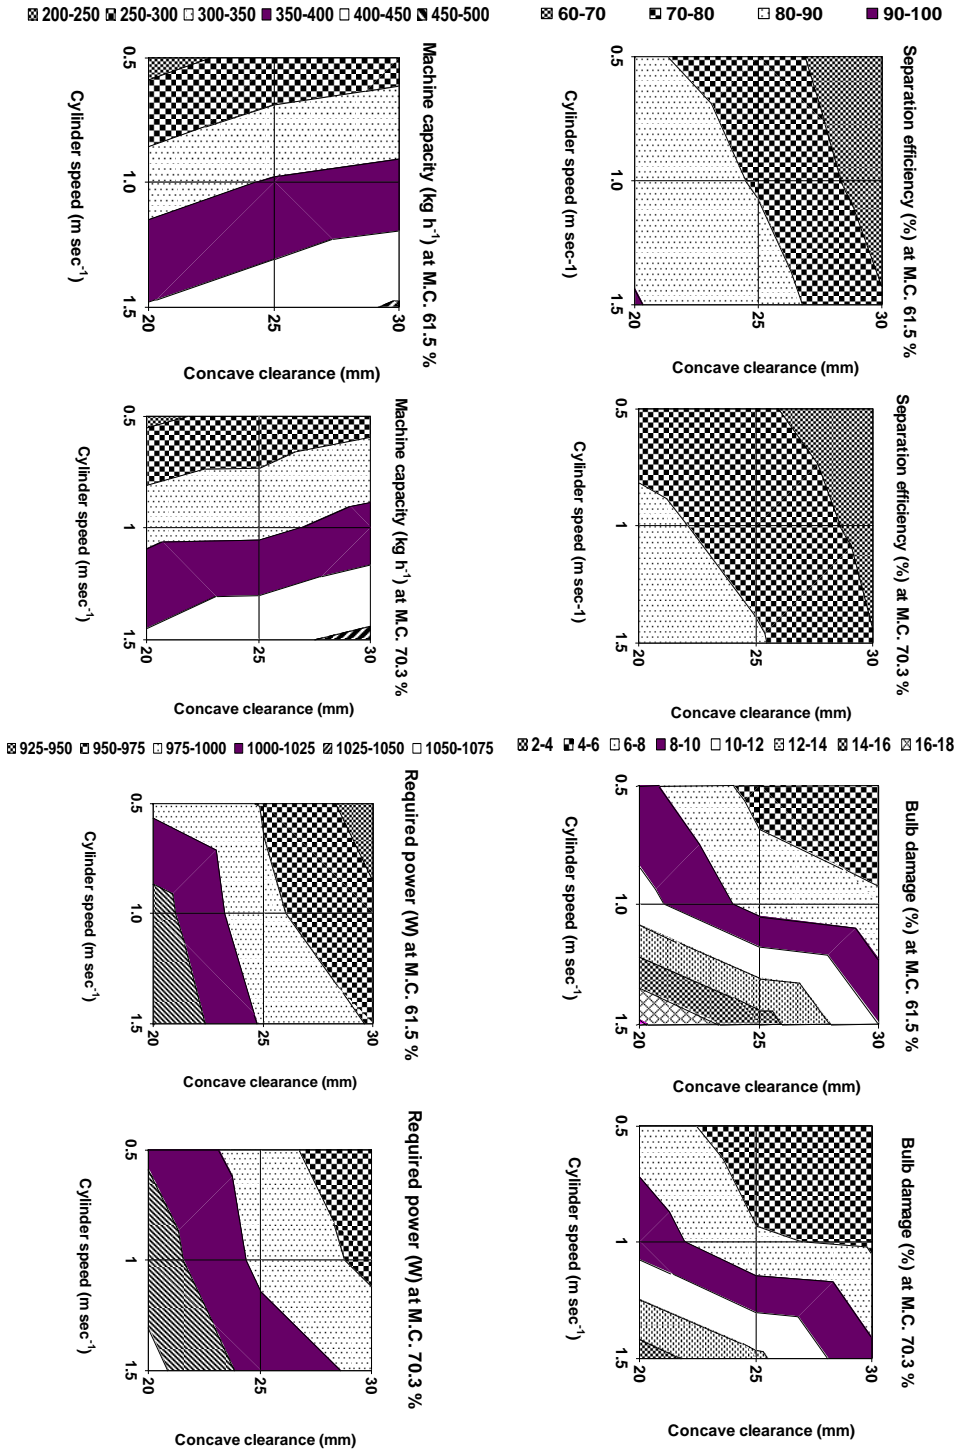 200-250 250-300 300-350 350-400 400-450 450-500
60-70 70-80 80-90 90-100
Machine capacity (kg h⁻¹) at M.C. 61.5 %
0.5 1.0 1.5
Cylinder speed (m sec⁻¹)
20 25 30
Concave clearance (mm)
Separation efficiency (%) at M.C. 61.5 %
0.5 1.0 1.5
Cylinder speed (m sec-1)
20 25 30
Concave clearance (mm)
Machine capacity (kg h⁻¹) at M.C. 70.3 %
0.5 1 1.5
Cylinder speed (m sec⁻¹)
20 25 30
Concave clearance (mm)
Separation efficiency (%) at M.C. 70.3 %
0.5 1 1.5
Cylinder speed (m sec-1)
20 25 30
Concave clearance (mm)
925-950 950-975 975-1000 1000-1025 1025-1050 1050-1075
2-4 4-6 6-8 8-10 10-12 12-14 14-16 16-18
Required power (W) at M.C. 61.5 %
0.5 1.0 1.5
Cylinder speed (m sec⁻¹)
20 25 30
Concave clearance (mm)
Bulb damage (%) at M.C. 61.5 %
0.5 1.0 1.5
Cylinder speed (m sec⁻¹)
20 25 30
Concave clearance (mm)
Required power (W) at M.C. 70.3 %
0.5 1 1.5
Cylinder speed (m sec⁻¹)
20 25 30
Concave clearance (mm)
Bulb damage (%) at M.C. 70.3 %
0.5 1 1.5
Cylinder speed (m sec⁻¹)
20 25 30
Concave clearance (mm)